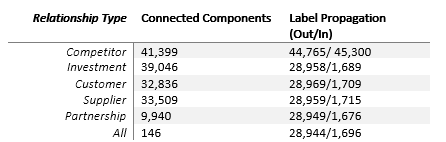 Relationship Type Connected Components Label Propagation
(Out/In)
Competitor 41,399 44,765/ 45,300
Investment 39,046 28,958/1,689
Customer 32,836 28,969/1,709
Supplier 33,509 28,959/1,715
Partnership 9,940 28,949/1,676
All 146 28,944/1,696